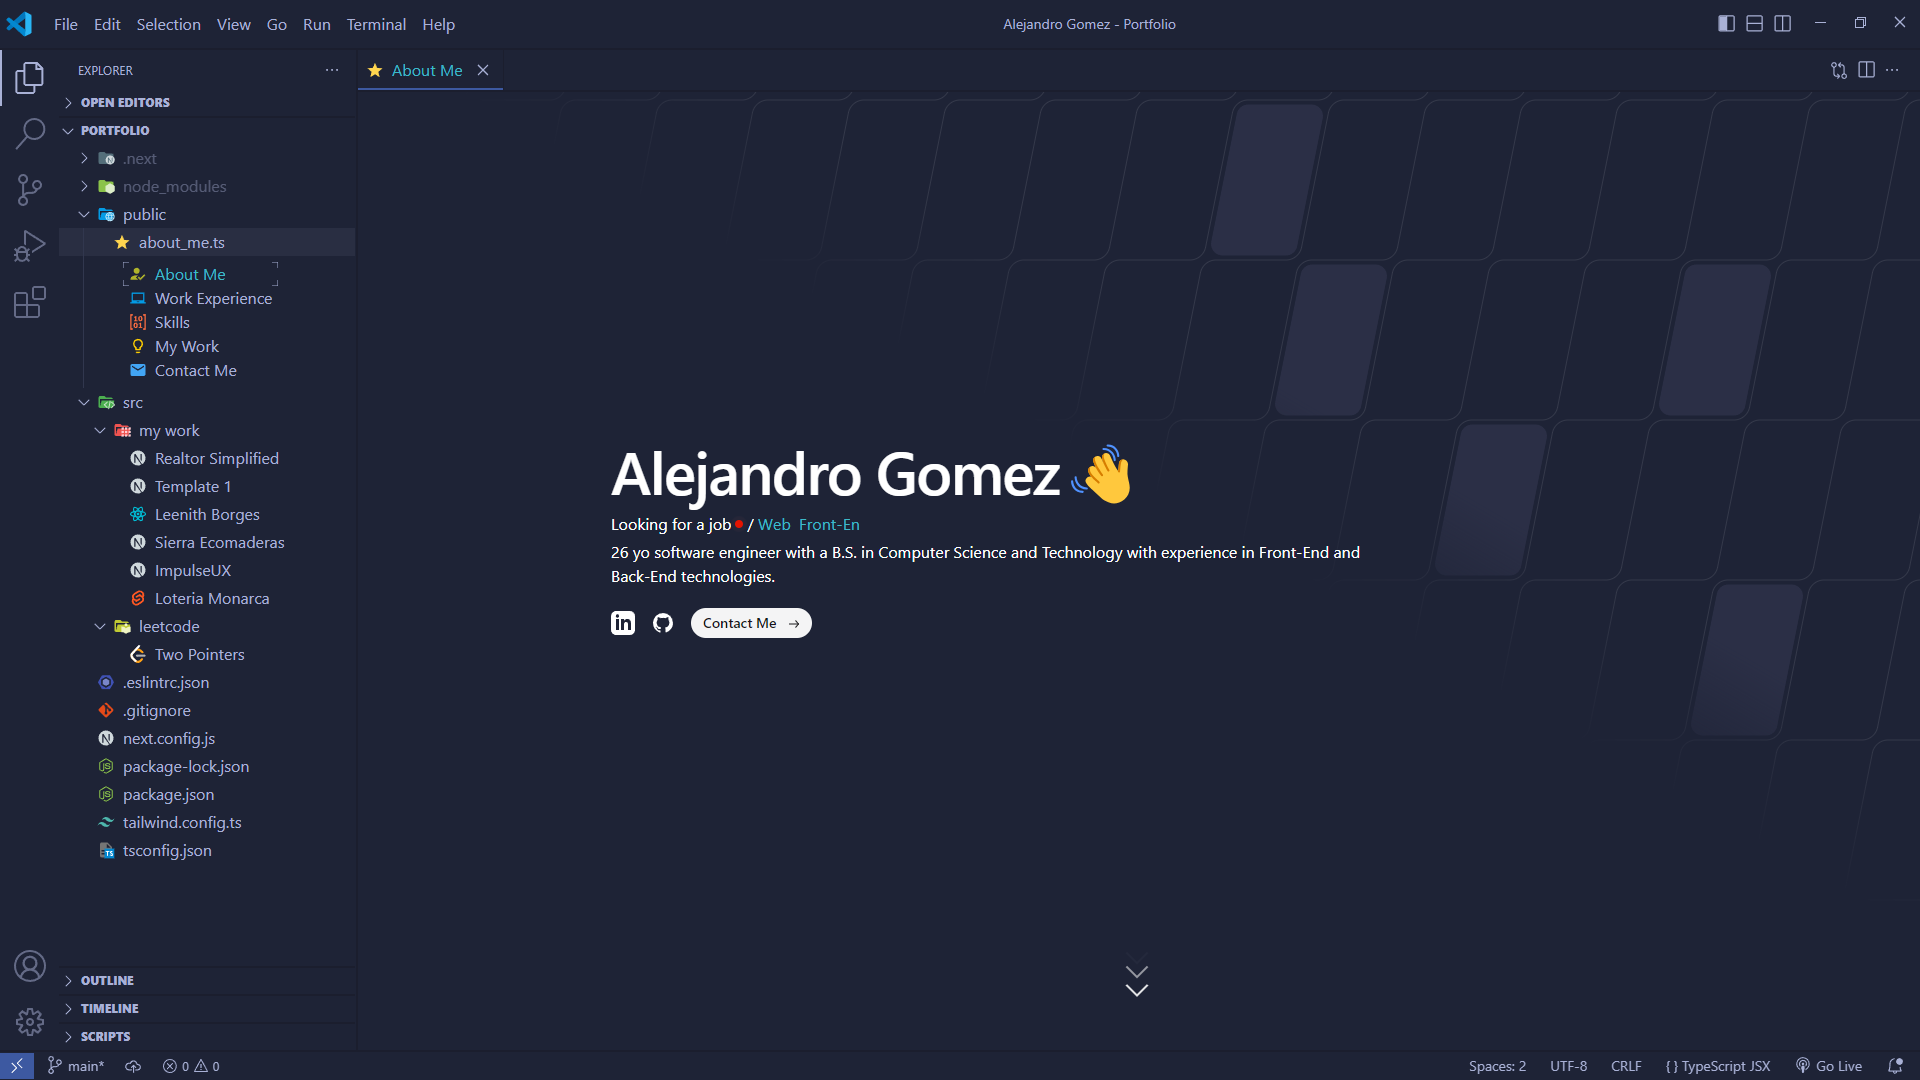 File Edit Selection View Go Run Terminal Help
Alejandro Gomez - Portfolio
EXPLORER
OPEN EDITORS
PORTFOLIO
.next
node_modules
public
about_me.ts
About Me
Work Experience
Skills
My Work
Contact Me
src
my work
Realtor Simplified
Template 1
Leenith Borges
Sierra Ecomaderas
ImpulseUX
Loteria Monarca
leetcode
Two Pointers
.eslintrc.json
.gitignore
next.config.js
package-lock.json
package.json
tailwind.config.ts
tsconfig.json
OUTLINE
TIMELINE
SCRIPTS
About Me
Alejandro Gomez 👋
Looking for a job / Web Front-En
26 yo software engineer with a B.S. in Computer Science and Technology with experience in Front-End and
Back-End technologies.
Contact Me →
main* 0 0
Spaces: 2 UTF-8 CRLF { } TypeScript JSX Go Live